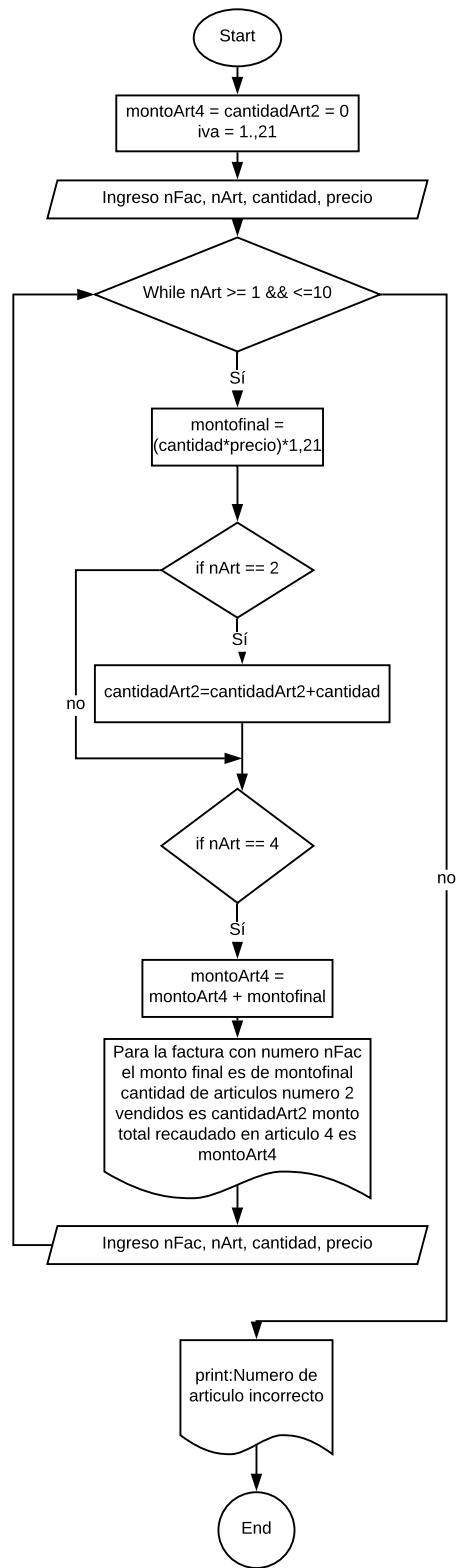 Start
montoArt4 = cantidadArt2 = 0
iva = 1.,21
Ingreso nFac, nArt, cantidad, precio
While nArt >= 1 && <=10
Sí
montofinal =
(cantidad*precio)*1,21
if nArt == 2
Sí
cantidadArt2=cantidadArt2+cantidad
no
if nArt == 4
no
Sí
montoArt4 =
montoArt4 + montofinal
Para la factura con numero nFac
el monto final es de montofinal
cantidad de articulos numero 2
vendidos es cantidadArt2 monto
total recaudado en articulo 4 es
montoArt4
Ingreso nFac, nArt, cantidad, precio
print:Numero de
articulo incorrecto
End